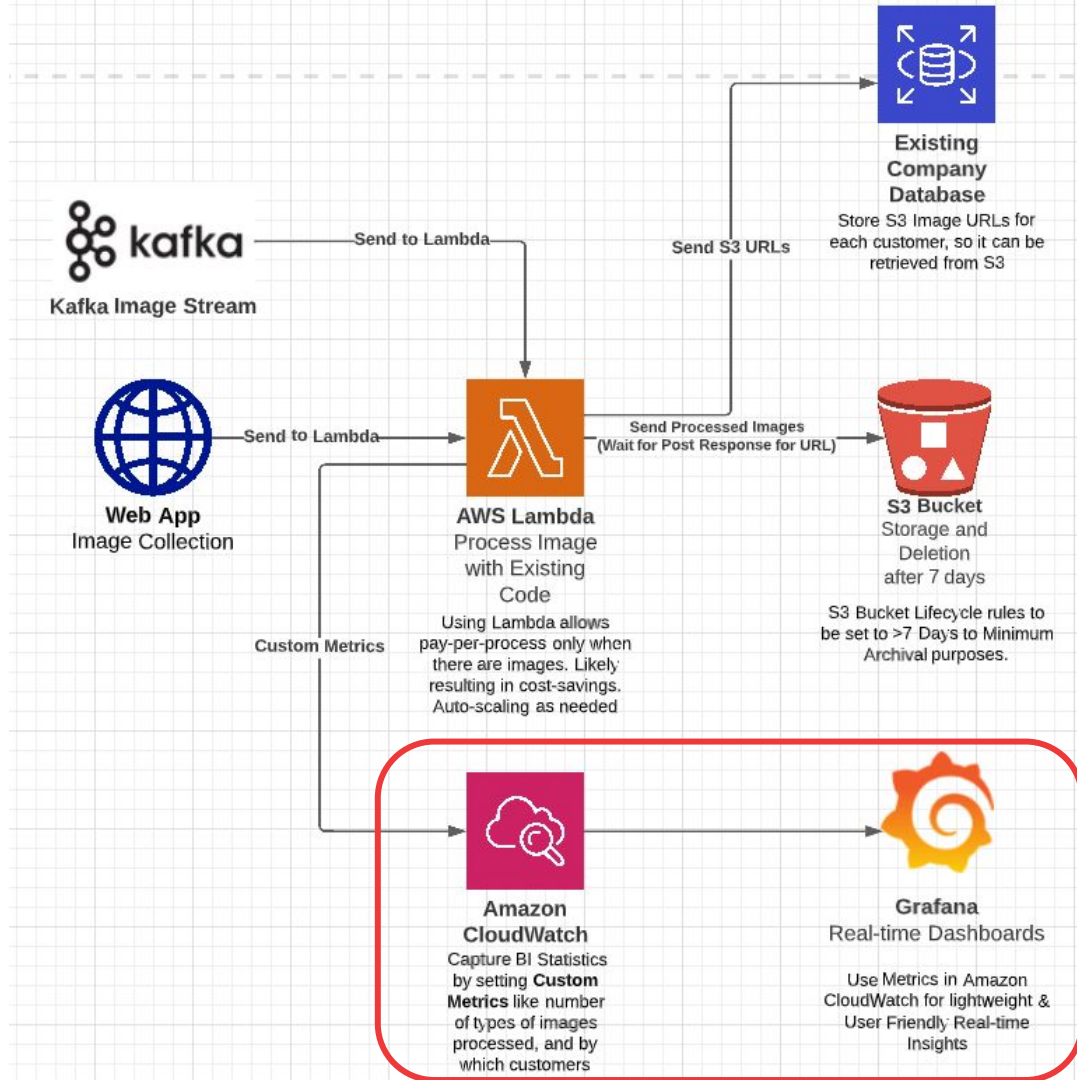 Existing
Company
Database
Store S3 Image URLs for
each customer, so it can be
retrieved from S3
kafka
Kafka Image Stream
Send to Lambda
Send S3 URLs
Web App
Image Collection
Send to Lambda
AWS Lambda
Process Image
with Existing
Code
Using Lambda allows
pay-per-process only when
there are images. Likely
resulting in cost-savings.
Auto-scaling as needed
Send Processed Images
(Wait for Post Response for URL)
S3 Bucket
Storage and
Deletion
after 7 days
S3 Bucket Lifecycle rules to
be set to >7 Days to Minimum
Archival purposes.
Custom Metrics
Amazon
CloudWatch
Capture BI Statistics
by setting Custom
Metrics like number
of types of images
processed, and by
which customers
Grafana
Real-time Dashboards
Use Metrics in Amazon
CloudWatch for lightweight &
User Friendly Real-time
Insights